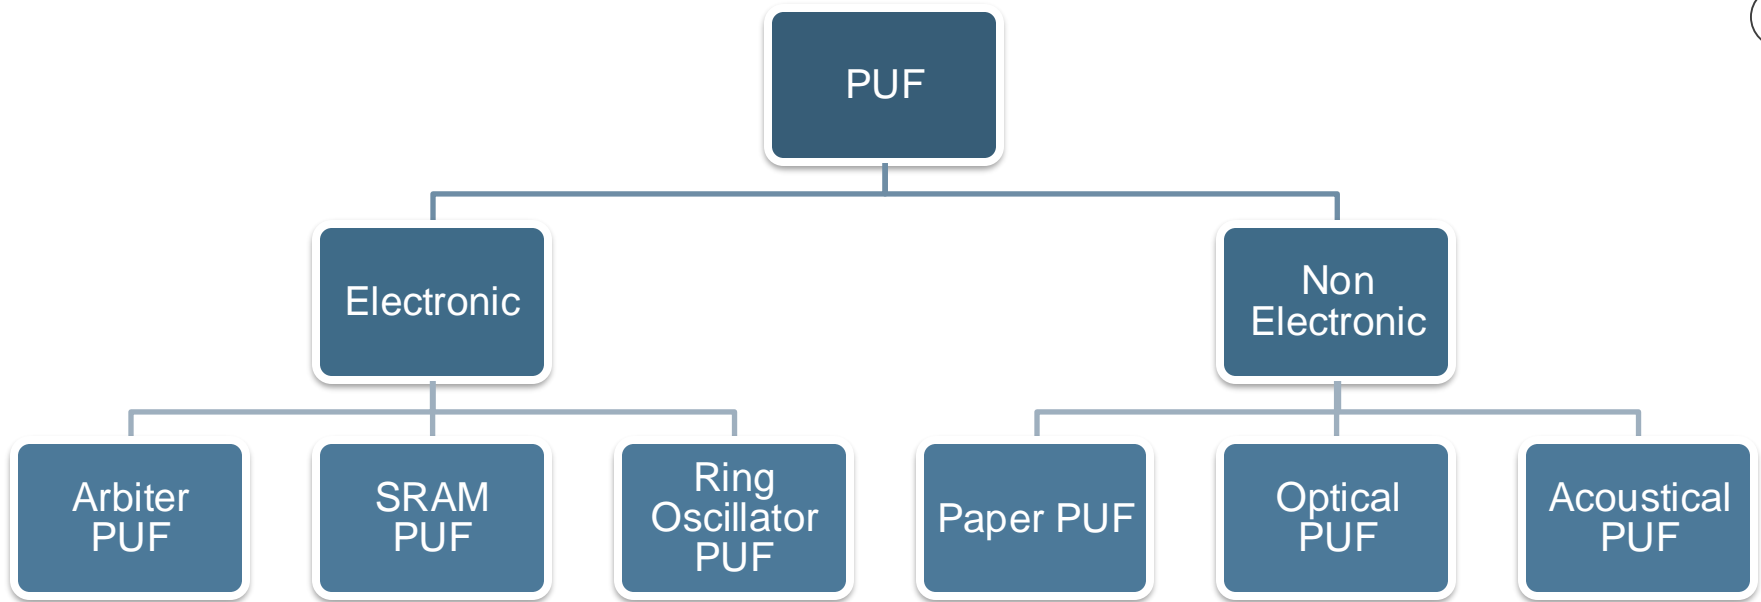 PUF
Electronic
Non
Electronic
Arbiter
PUF
SRAM
PUF
Ring
Oscillator
PUF
Paper PUF
Optical
PUF
Acoustical
PUF